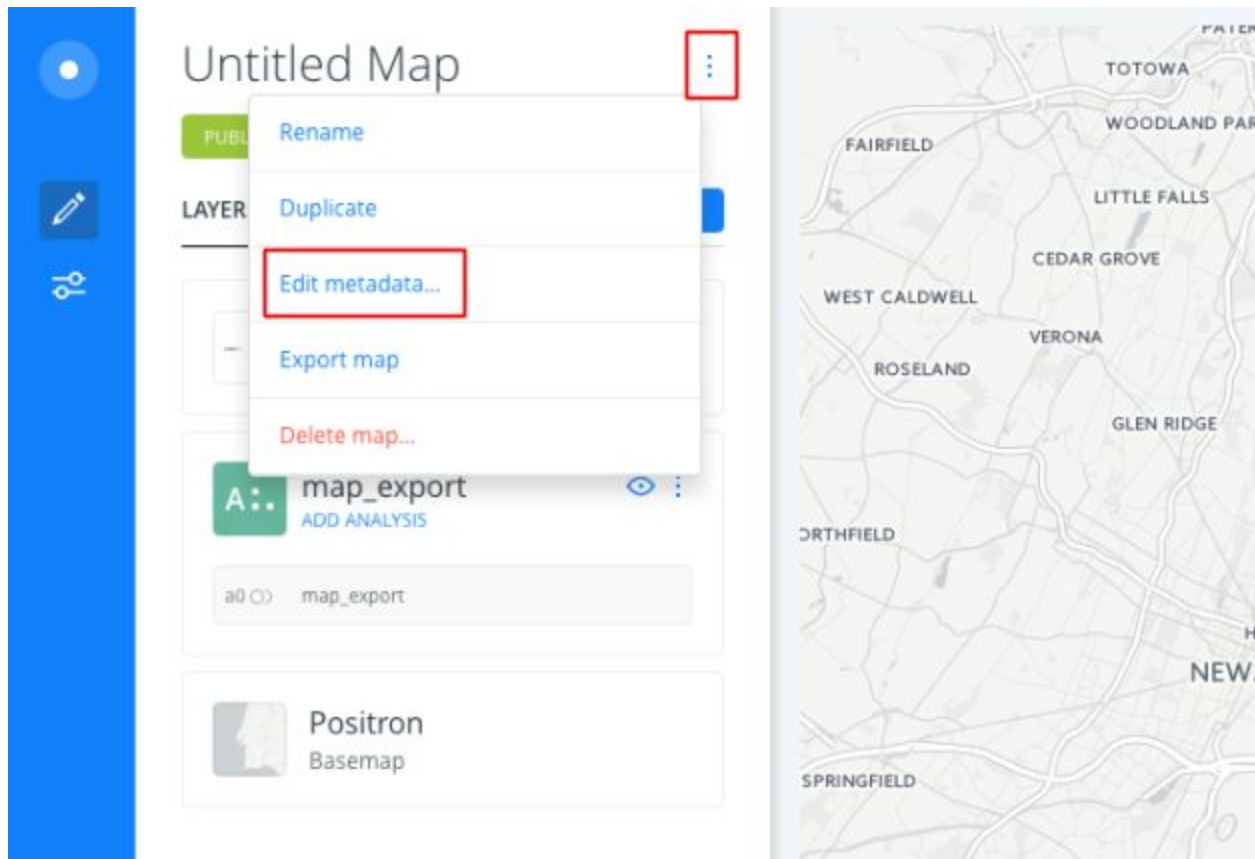 Untitled Map
PUBL
Rename
LAYER
Duplicate
Edit metadata...
Export map
Delete map...
A
map_export
ADD ANALYSIS
a0
map_export
Positron
Basemap
PATER
TOTOWA
WOODLAND PAR
FAIRFIELD
LITTLE FALLS
CEDAR GROVE
WEST CALDWELL
VERONA
ROSELAND
GLEN RIDGE
ORTHFIELD
H
NEW
SPRINGFIELD